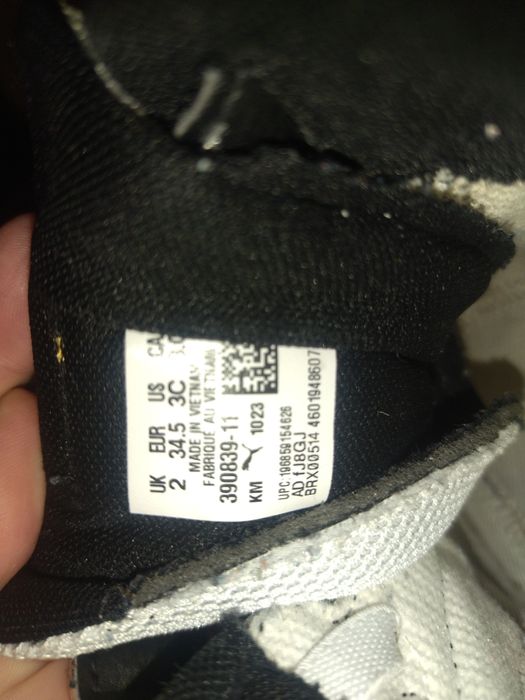 UK EUR US
2 34.5 3C
MADE IN VIETNAM
FABRIQUE AU VIETNAM
390839-11
KM 1023
UPC:196859154626
AD fJ8GJ
BRX00514 4601948607